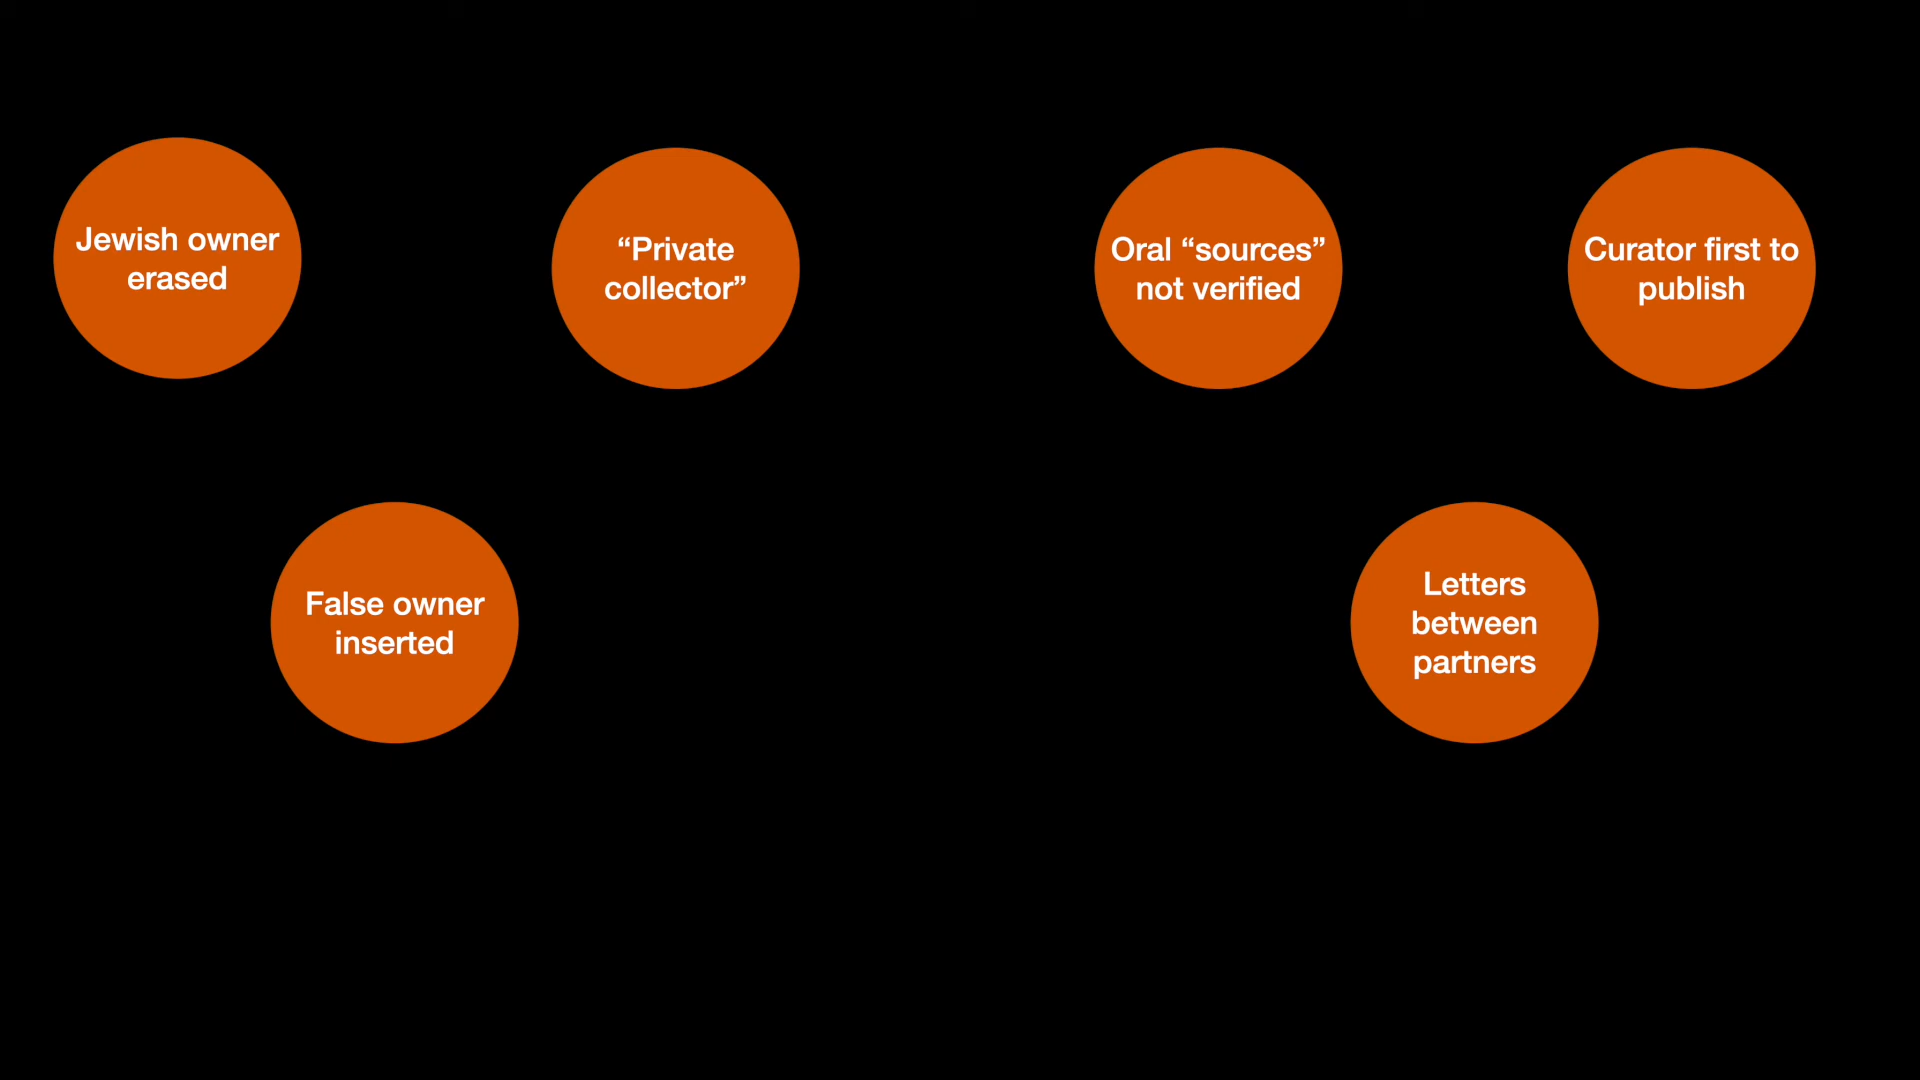 Jewish owner
erased
“Private
collector”
Oral “sources”
not verified
Curator first to
publish
False owner
inserted
Letters
between
partners